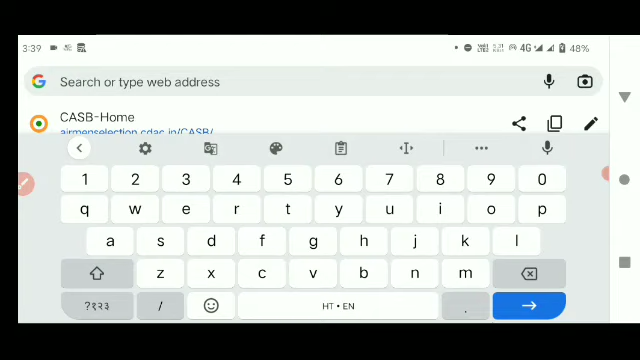 3:39 4G 48%
Search or type web address
CASB-Home
airmenselection.cdac.in/CASB/
1 2 3 4 5 6 7 8 9 0
q w e r t y u i o p
a s d f g h j k l
z x c v b n m
?१२३ / HT • EN .